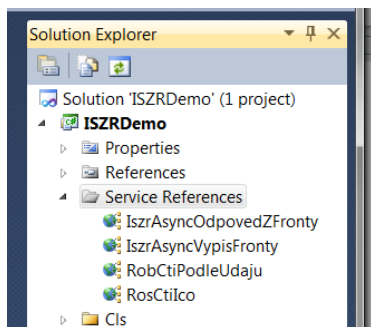 Solution Explorer
Solution 'ISZRDemo' (1 project)
ISZRDemo
Properties
References
Service References
IszrAsyncOdpovedZFronty
IszrAsyncVypisFronty
RobCtiPodleUdaju
RosCtiIco
Cls